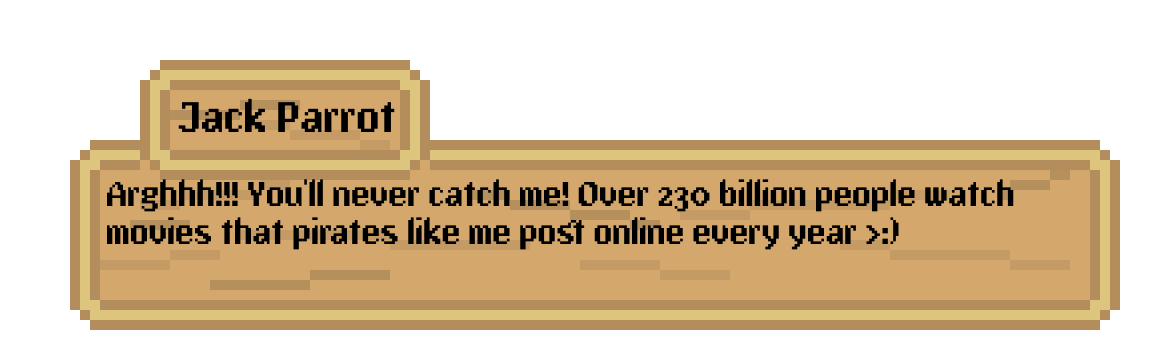 Jack Parrot
Arghhh!!! You'll never catch me! Over 230 billion people watch
movies that pirates like me post online every year >:)